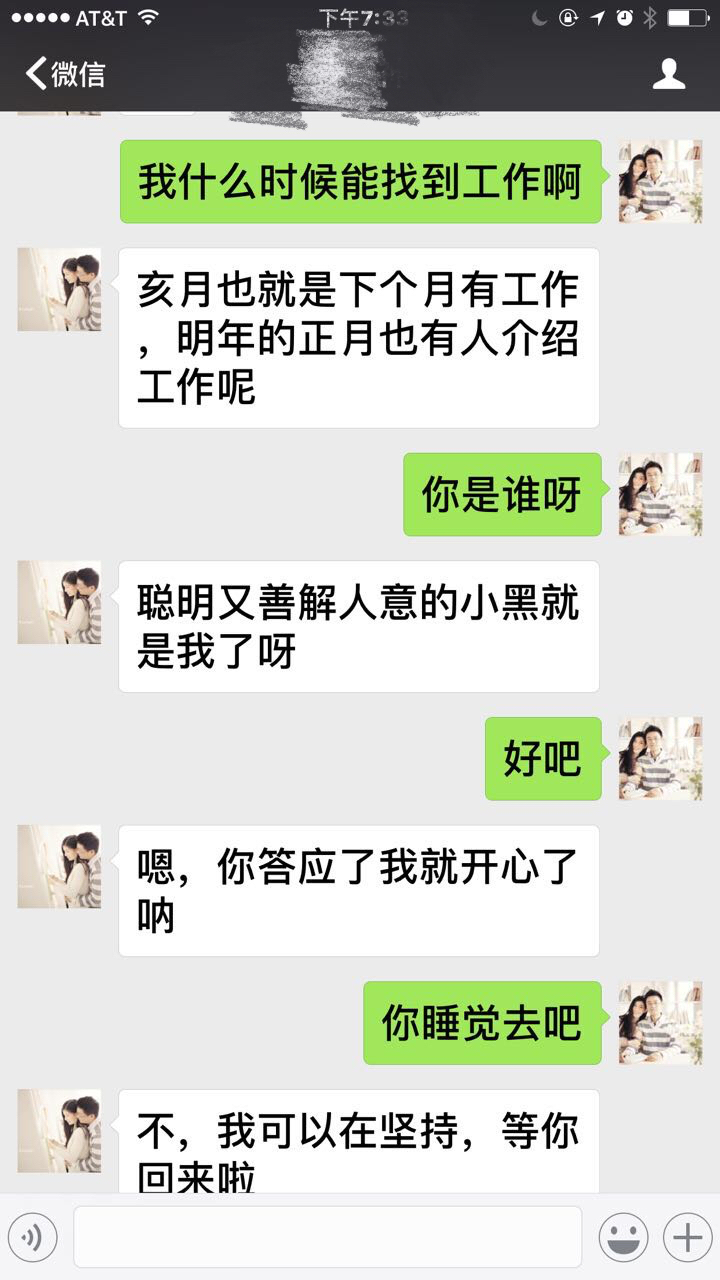 AT&T 下午7:33
微信
我什么时候能找到工作啊
亥月也就是下个月有工作
，明年的正月也有人介绍
工作呢
你是谁呀
聪明又善解人意的小黑就
是我了呀
好吧
嗯，你答应了我就开心了
呐
你睡觉去吧
不，我可以在坚持，等你
回来啦